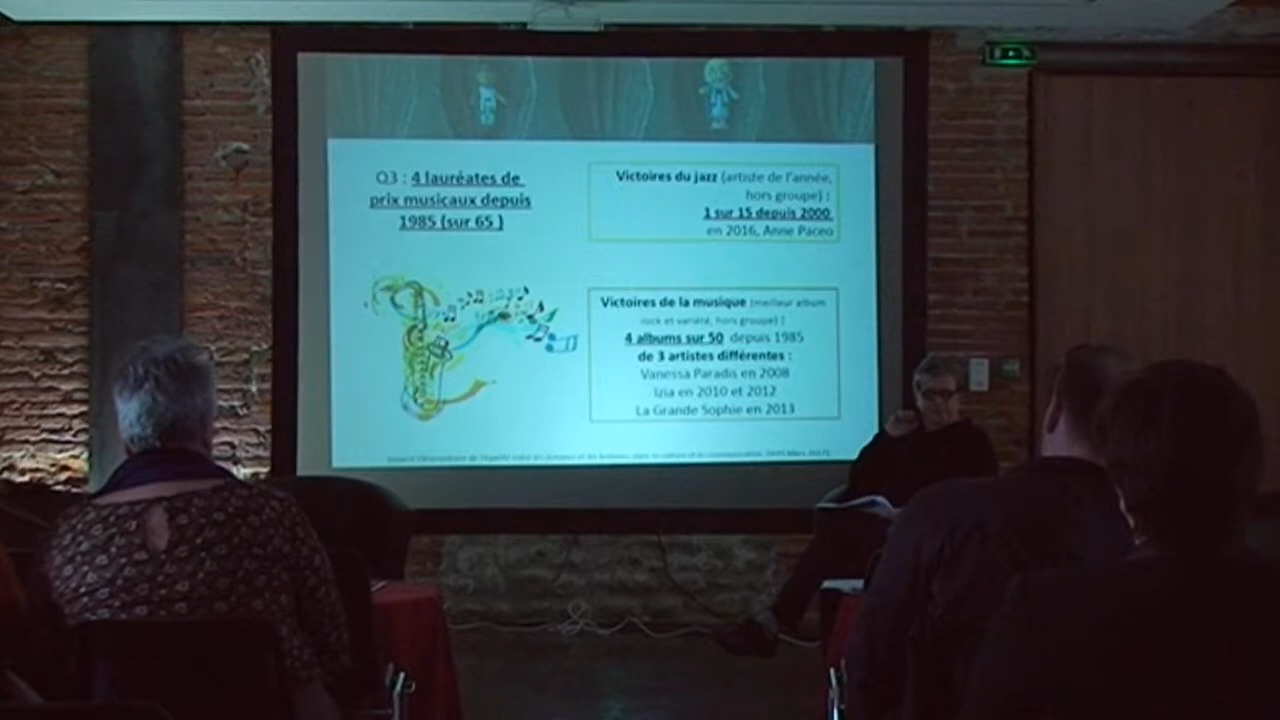 Q3 : 4 lauréates de
prix musicaux depuis
1985 (sur 65 )
Victoires du jazz (artiste de l'année,
hors groupe) :
1 sur 15 depuis 2000
en 2016, Anne Paceo
Victoires de la musique (meilleur album
rock et variété, hors groupe) :
4 albums sur 50 depuis 1985
de 3 artistes différentes :
Vanessa Paradis en 2008
Izia en 2010 et 2012
La Grande Sophie en 2013